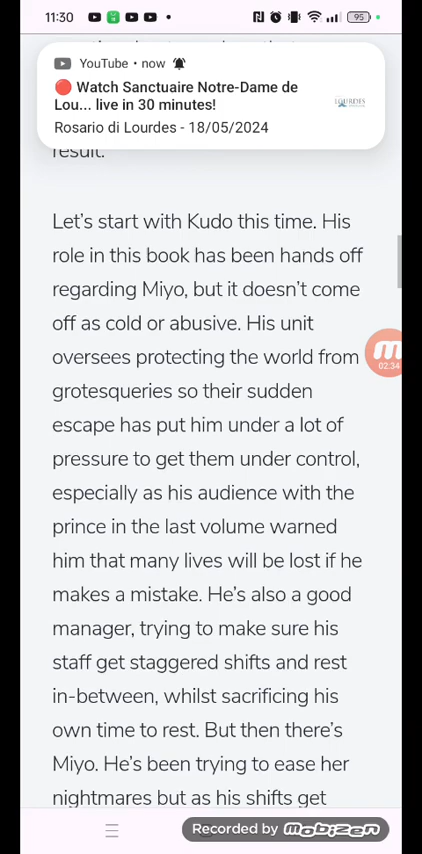 11:30
95
YouTube • now
🔴 Watch Sanctuaire Notre-Dame de
Lou... live in 30 minutes!
LOURDES
Rosario di Lourdes - 18/05/2024
result.
Let’s start with Kudo this time. His
role in this book has been hands off
regarding Miyo, but it doesn’t come
off as cold or abusive. His unit
oversees protecting the world from
grotesqueries so their sudden
escape has put him under a lot of
pressure to get them under control,
especially as his audience with the
prince in the last volume warned
him that many lives will be lost if he
makes a mistake. He’s also a good
manager, trying to make sure his
staff get staggered shifts and rest
in-between, whilst sacrificing his
own time to rest. But then there’s
Miyo. He’s been trying to ease her
nightmares but as his shifts get
02:34
Recorded by mobizen